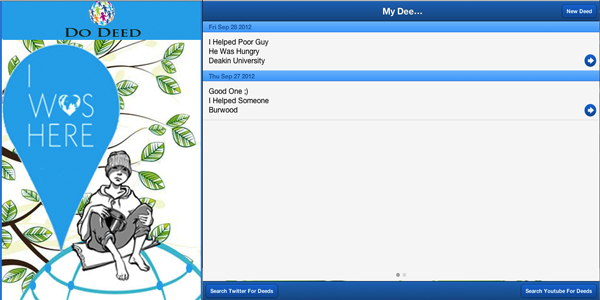 DO DEED
I
WAS
HERE
My Dee...
New Deed
Fri Sep 28 2012
I Helped Poor Guy
He Was Hungry
Deakin University
Thu Sep 27 2012
Good One ;)
I Helped Someone
Burwood
Search Twitter For Deeds
Search Youtube For Deeds